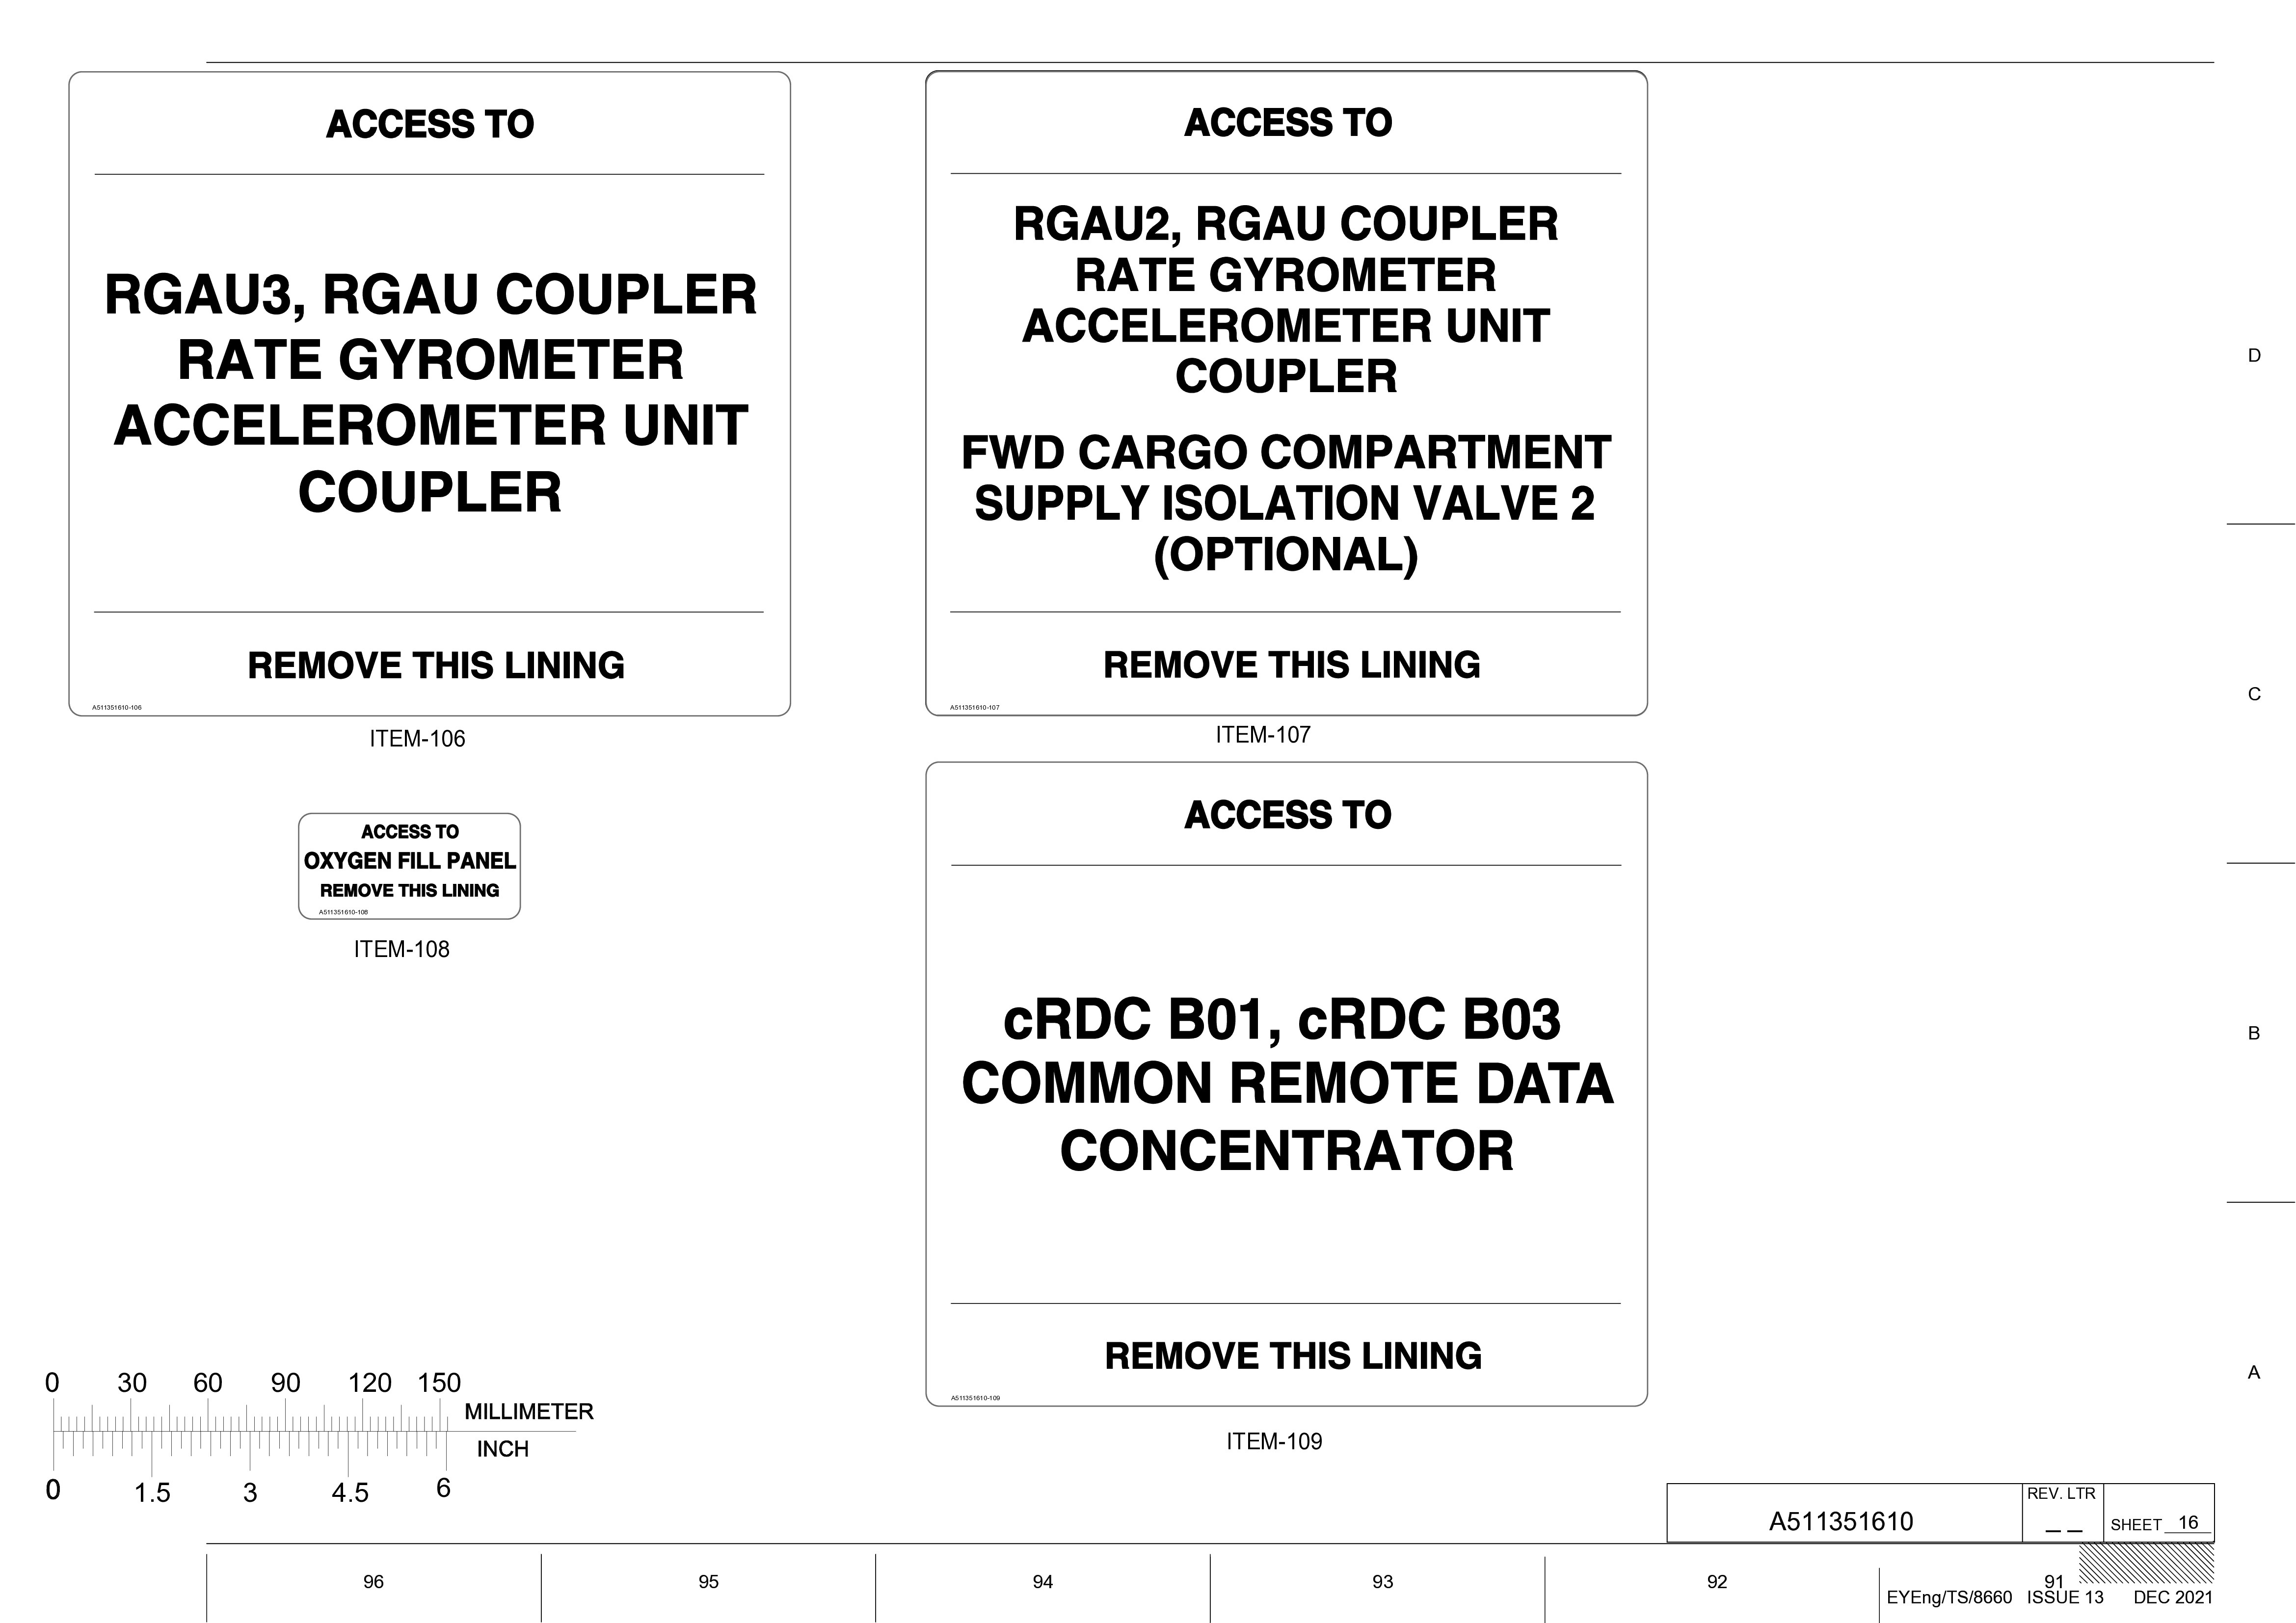 ACCESS TO
RGAU3, RGAU COUPLER
RATE GYROMETER
ACCELEROMETER UNIT
COUPLER
REMOVE THIS LINING
A511351610-106
ITEM-106
ACCESS TO
RGAU2, RGAU COUPLER
RATE GYROMETER
ACCELEROMETER UNIT
COUPLER
FWD CARGO COMPARTMENT
SUPPLY ISOLATION VALVE 2
(OPTIONAL)
REMOVE THIS LINING
A511351610-107
ITEM-107
ACCESS TO
OXYGEN FILL PANEL
REMOVE THIS LINING
A511351610-108
ITEM-108
ACCESS TO
cRDC B01, cRDC B03
COMMON REMOTE DATA
CONCENTRATOR
REMOVE THIS LINING
A511351610-109
ITEM-109
D
C
B
A
0 30 60 90 120 150
MILLIMETER
INCH
0 1.5 3 4.5 6
A511351610
REV. LTR
_ _
SHEET 16
96 95 94 93 92 91
EYEng/TS/8660 ISSUE 13 DEC 2021